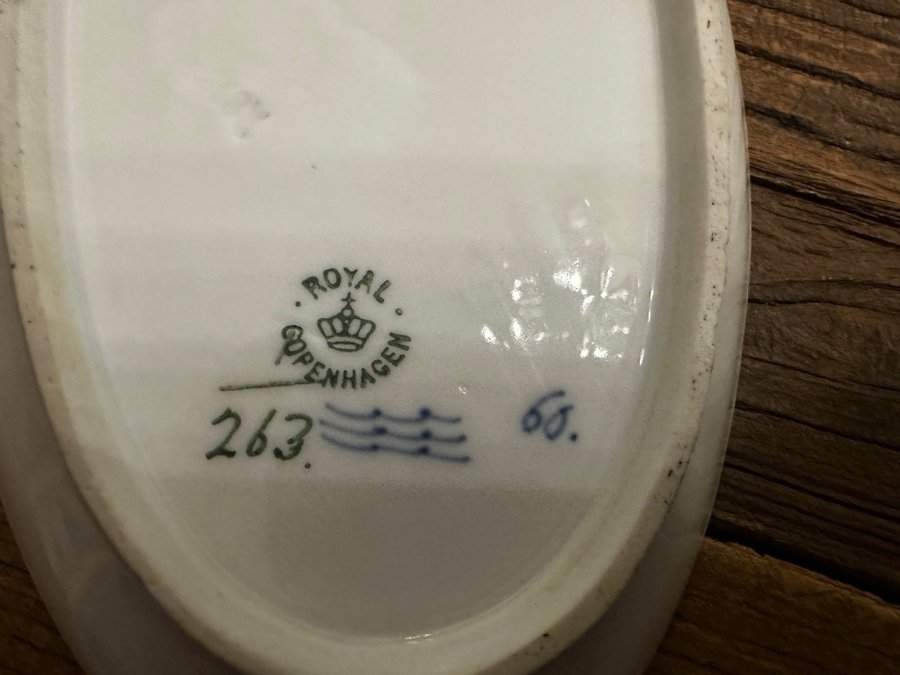 ROYAL
COPENHAGEN
263.
60.